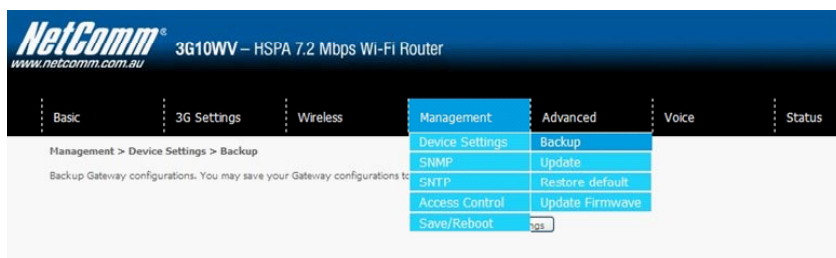 NetComm®
www.netcomm.com.au
3G10WV – HSPA 7.2 Mbps Wi-Fi Router
Basic 3G Settings Wireless Management Advanced Voice Status
Management > Device Settings > Backup
Backup Gateway configurations. You may save your Gateway configurations to
Device Settings Backup
SNMP Update
SNTP Restore default
Access Control Update Firmwave
Save/Reboot ngs